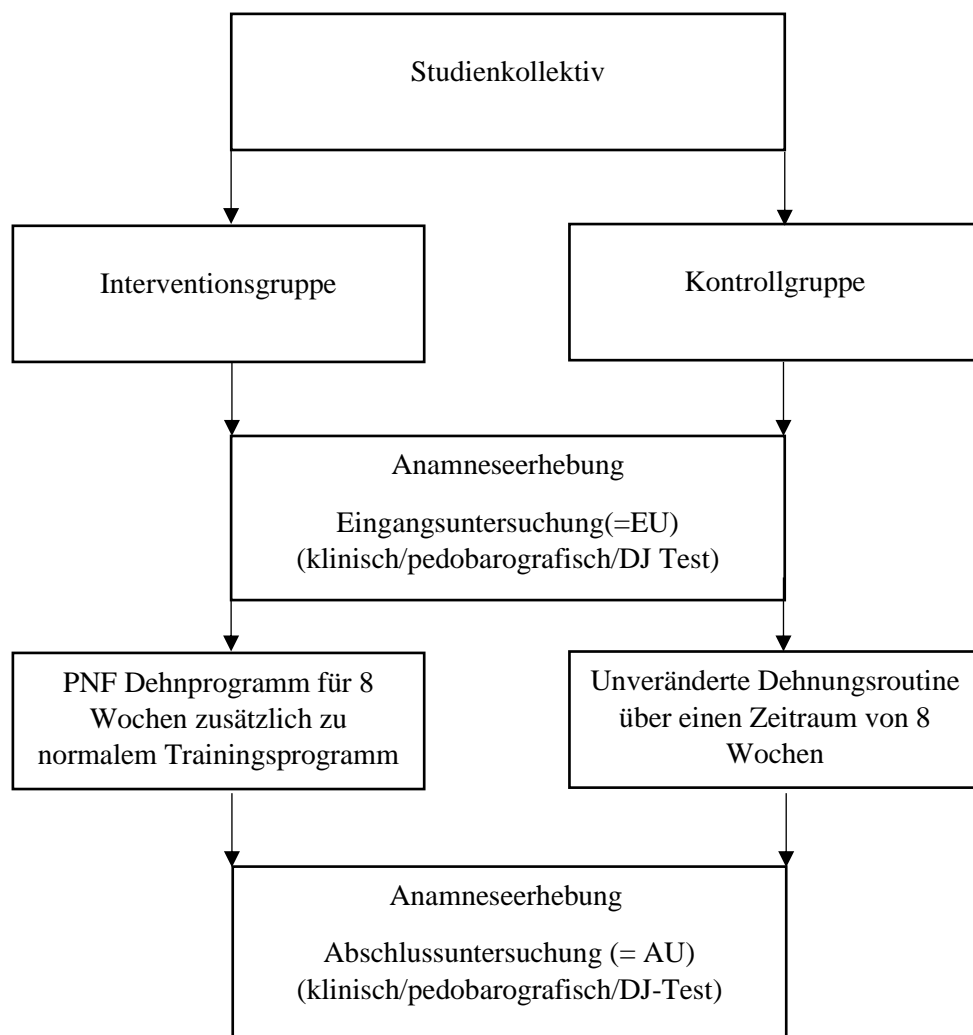 Studienkollektiv
Interventionsgruppe
Kontrollgruppe
Anamneseerhebung
Eingangsuntersuchung(=EU)
(klinisch/pedobarografisch/DJ Test)
PNF Dehnprogramm für 8
Wochen zusätzlich zu
normalem Trainingsprogramm
Unveränderte Dehnungsroutine
über einen Zeitraum von 8
Wochen
Anamneseerhebung
Abschlussuntersuchung (= AU)
(klinisch/pedobarografisch/DJ-Test)